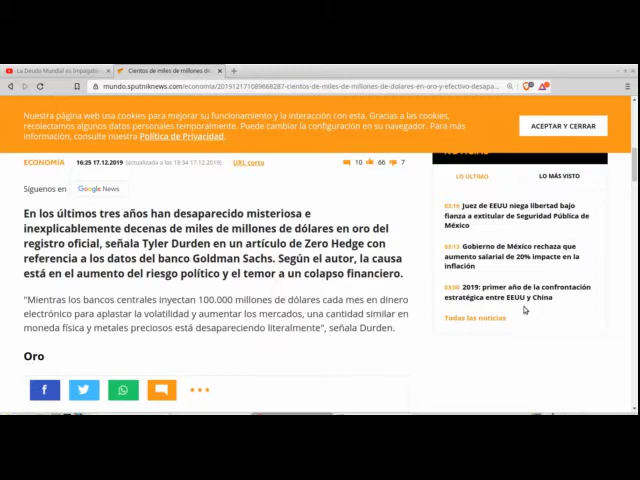 La Deuda Mundial es Impagab
Cientos de miles de millones de
mundo.sputniknews.com/economia/201912171089668287-cientos-de-miles-de-millones-de-dolares-en-oro-y-efectivo-desapa...
Nuestra página web usa cookies para mejorar su funcionamiento y la interacción con esta. Gracias a las cookies,
recolectamos algunos datos personales temporalmente. Puede cambiar la configuración en su navegador. Para más
información, consulte nuestra Política de Privacidad.
ACEPTAR Y CERRAR
ECONOMÍA
16:25 17.12.2019 (actualizada a las 18:34 17.12.2019)
URL corto
10 66 7
Síguenos en
Google News
En los últimos tres años han desaparecido misteriosa e
inexplicablemente decenas de miles de millones de dólares en oro del
registro oficial, señala Tyler Durden en un artículo de Zero Hedge con
referencia a los datos del banco Goldman Sachs. Según el autor, la causa
está en el aumento del riesgo político y el temor a un colapso financiero.
"Mientras los bancos centrales inyectan 100.000 millones de dólares cada mes en dinero
electrónico para aplastar la volatilidad y aumentar los mercados, una cantidad similar en
moneda física y metales preciosos está desapareciendo literalmente", señala Durden.
Oro
NOTICIAS
LO ÚLTIMO
LO MÁS VISTO
03:16 Juez de EEUU niega libertad bajo
fianza a extitular de Seguridad Pública de
México
03:13 Gobierno de México rechaza que
aumento salarial de 20% impacte en la
inflación
03:00 2019: primer año de la confrontación
estratégica entre EEUU y China
Todas las noticias